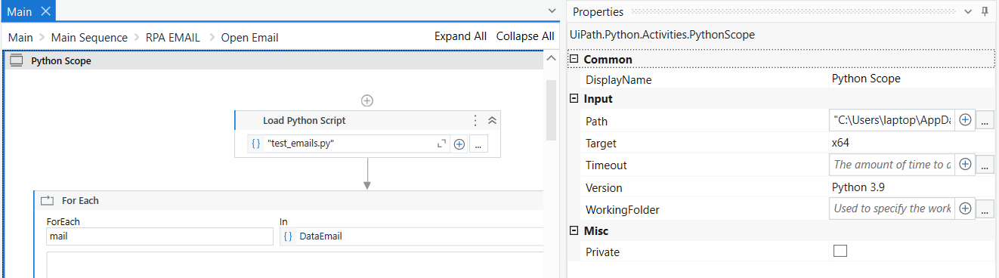 Main
Main Main Sequence RPA EMAIL Open Email Expand All Collapse All
Python Scope
Load Python Script
{ } "test_emails.py" ...
For Each
ForEach In
mail { } DataEmail
Properties
UiPath.Python.Activities.PythonScope
Common
DisplayName Python Scope
Input
Path "C:\Users\laptop\AppDa ...
Target x64
Timeout The amount of time to ...
Version Python 3.9
WorkingFolder Used to specify the work ...
Misc
Private